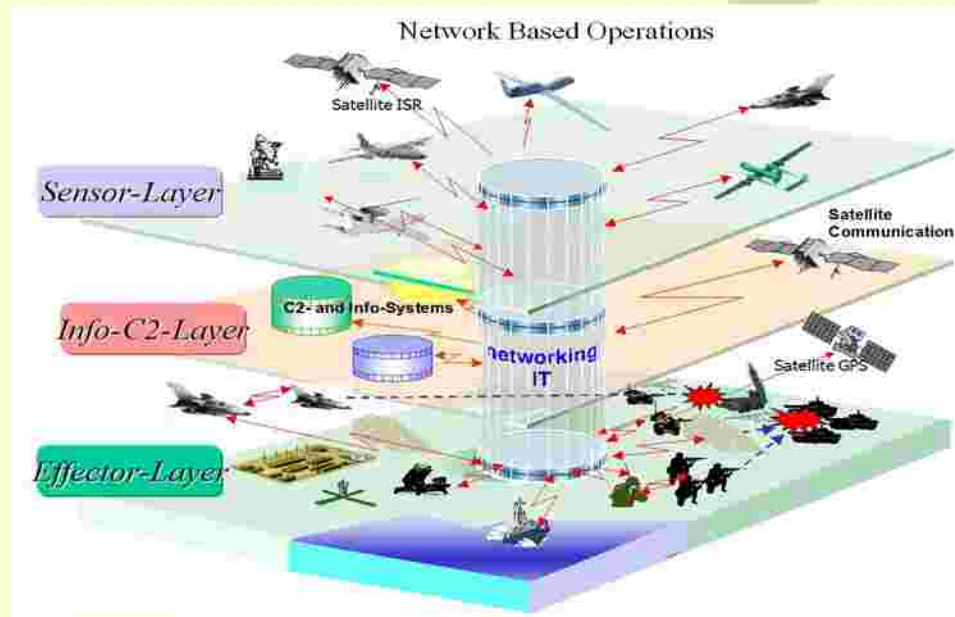 Network Based Operations
Satellite ISR
Sensor-Layer
Satellite
Communication
C2- and Info-Systems
Info-C2-Layer
networking
IT
Satellite GPS
Effector-Layer